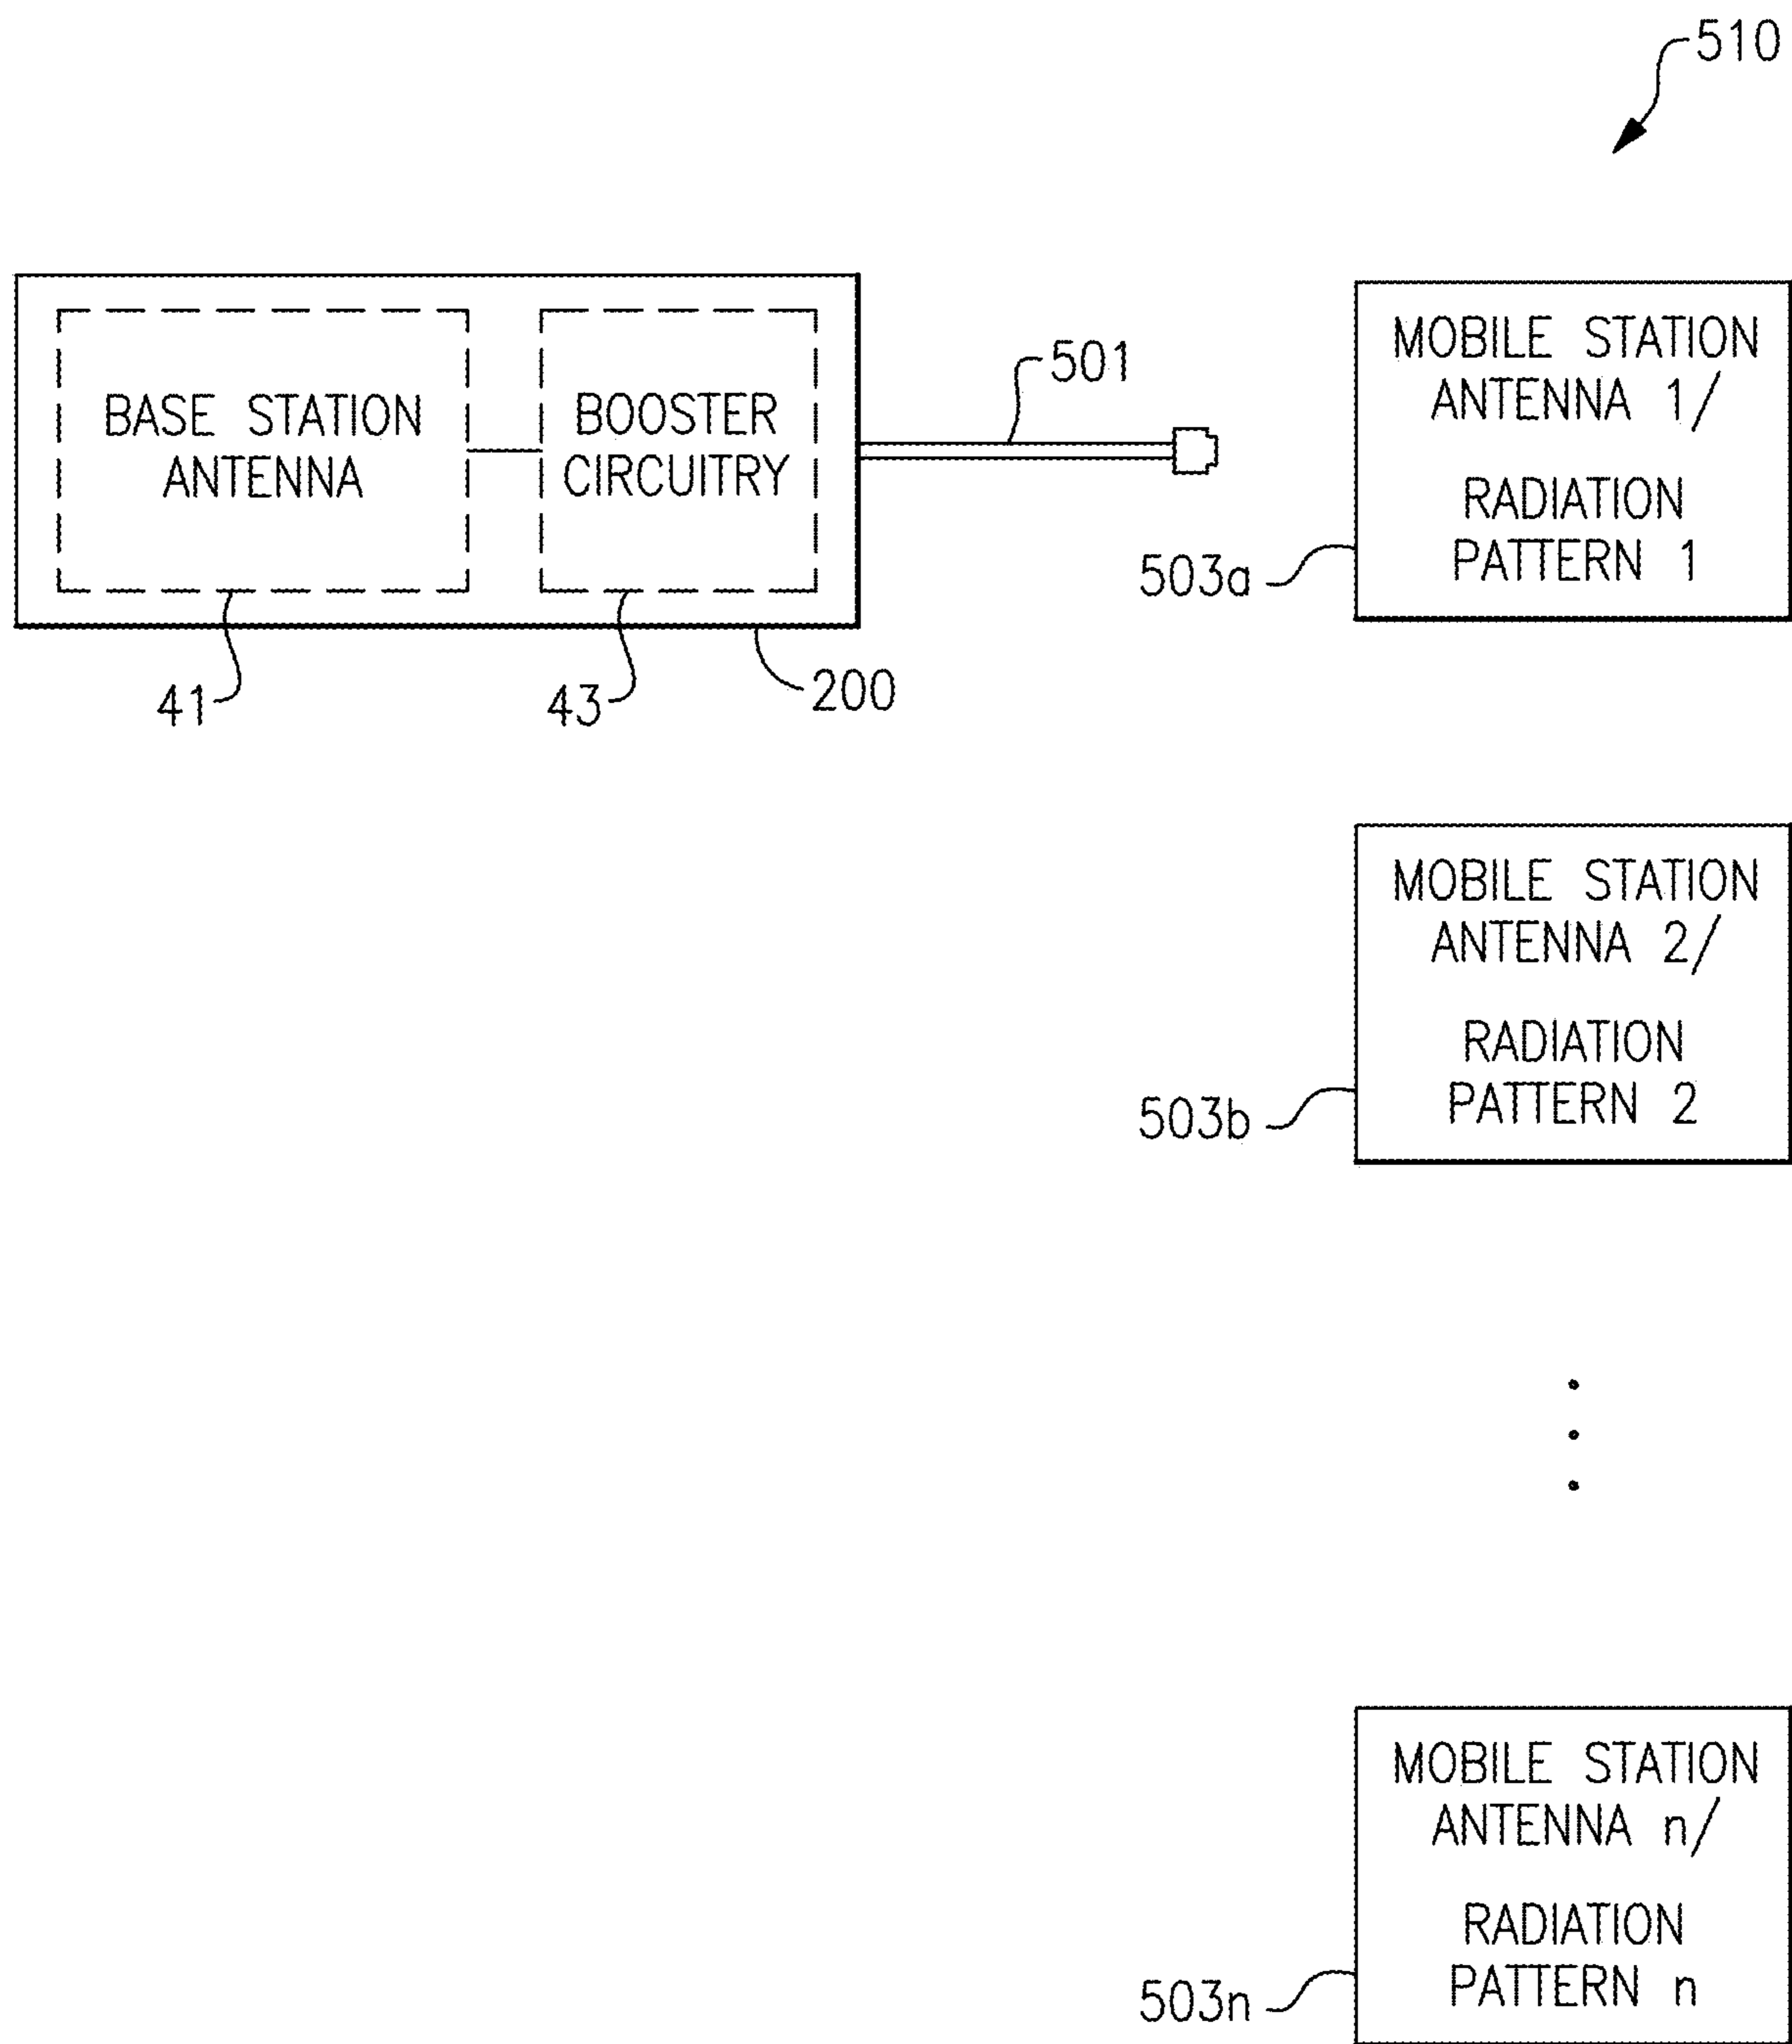 510
BASE STATION
ANTENNA
BOOSTER
CIRCUITRY
501
41
43
200
MOBILE STATION
ANTENNA 1/
RADIATION
PATTERN 1
503a
MOBILE STATION
ANTENNA 2/
RADIATION
PATTERN 2
503b
MOBILE STATION
ANTENNA n/
RADIATION
PATTERN n
503n